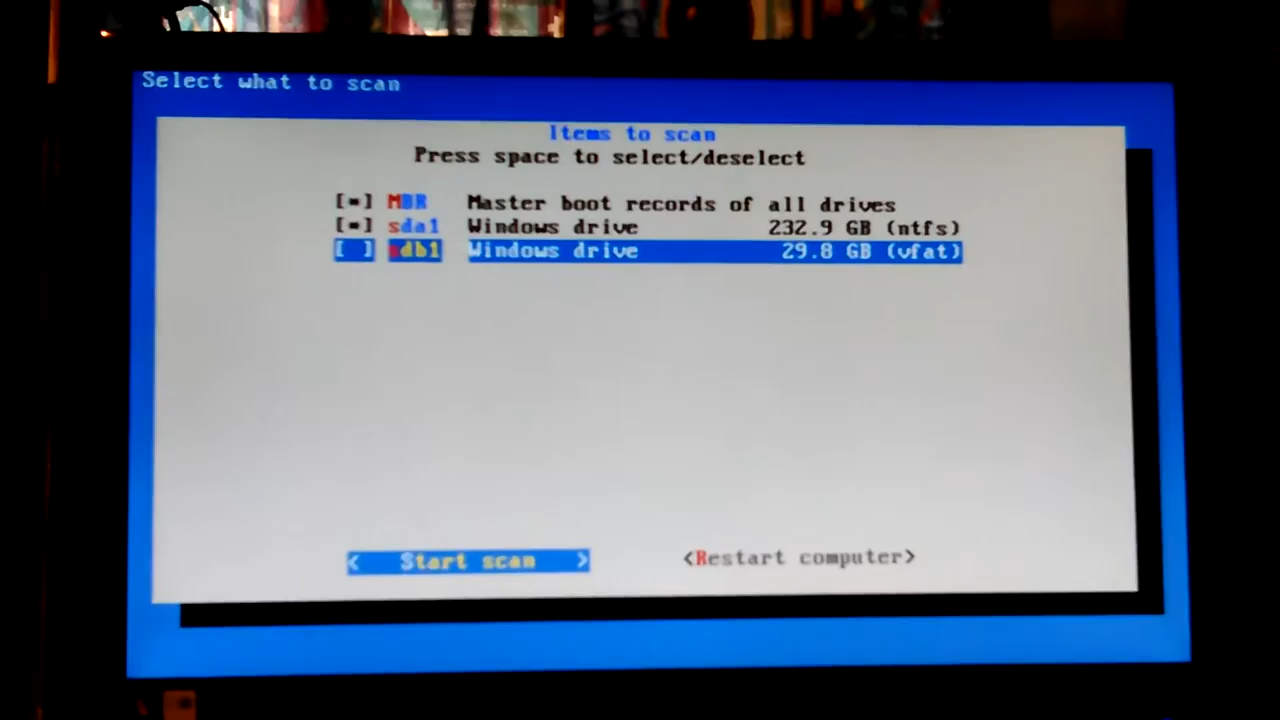 Select what to scan
Items to scan
Press space to select/deselect
[*] MBR Master boot records of all drives
[*] sda1 Windows drive 232.9 GB (ntfs)
[ ] sdb1 Windows drive 29.8 GB (vfat)
< Start scan > <Restart computer>